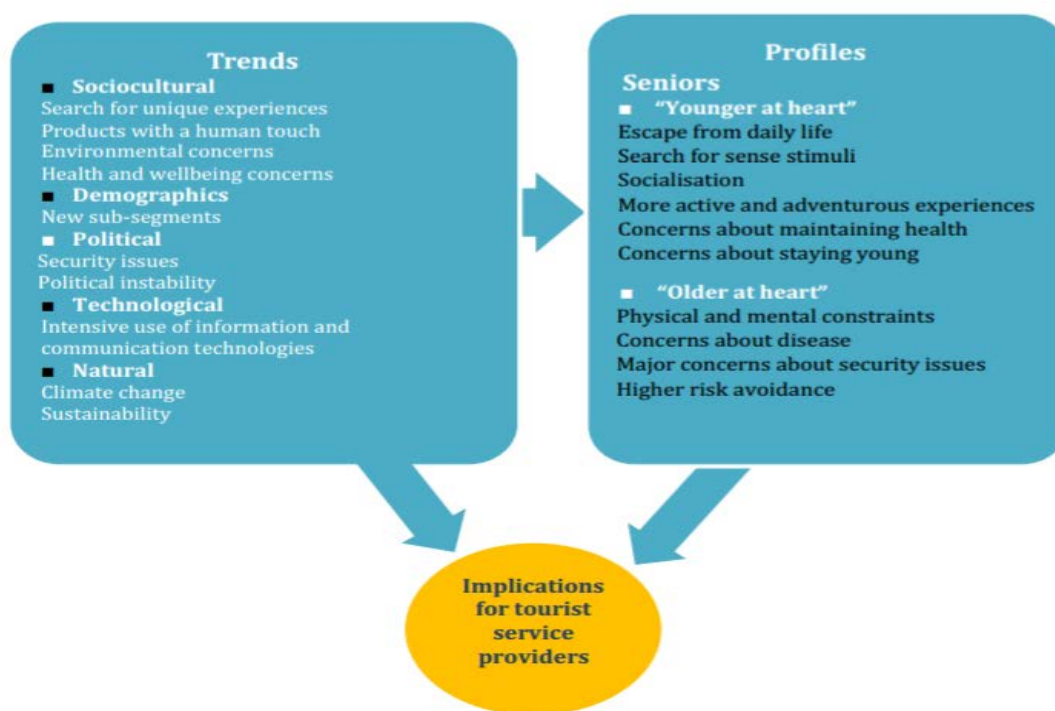 Trends
■ Sociocultural
Search for unique experiences
Products with a human touch
Environmental concerns
Health and wellbeing concerns
■ Demographics
New sub-segments
■ Political
Security issues
Political instability
■ Technological
Intensive use of information and
communication technologies
■ Natural
Climate change
Sustainability
Profiles
Seniors
■ “Younger at heart”
Escape from daily life
Search for sense stimuli
Socialisation
More active and adventurous experiences
Concerns about maintaining health
Concerns about staying young
■ “Older at heart”
Physical and mental constraints
Concerns about disease
Major concerns about security issues
Higher risk avoidance
Implications
for tourist
service
providers